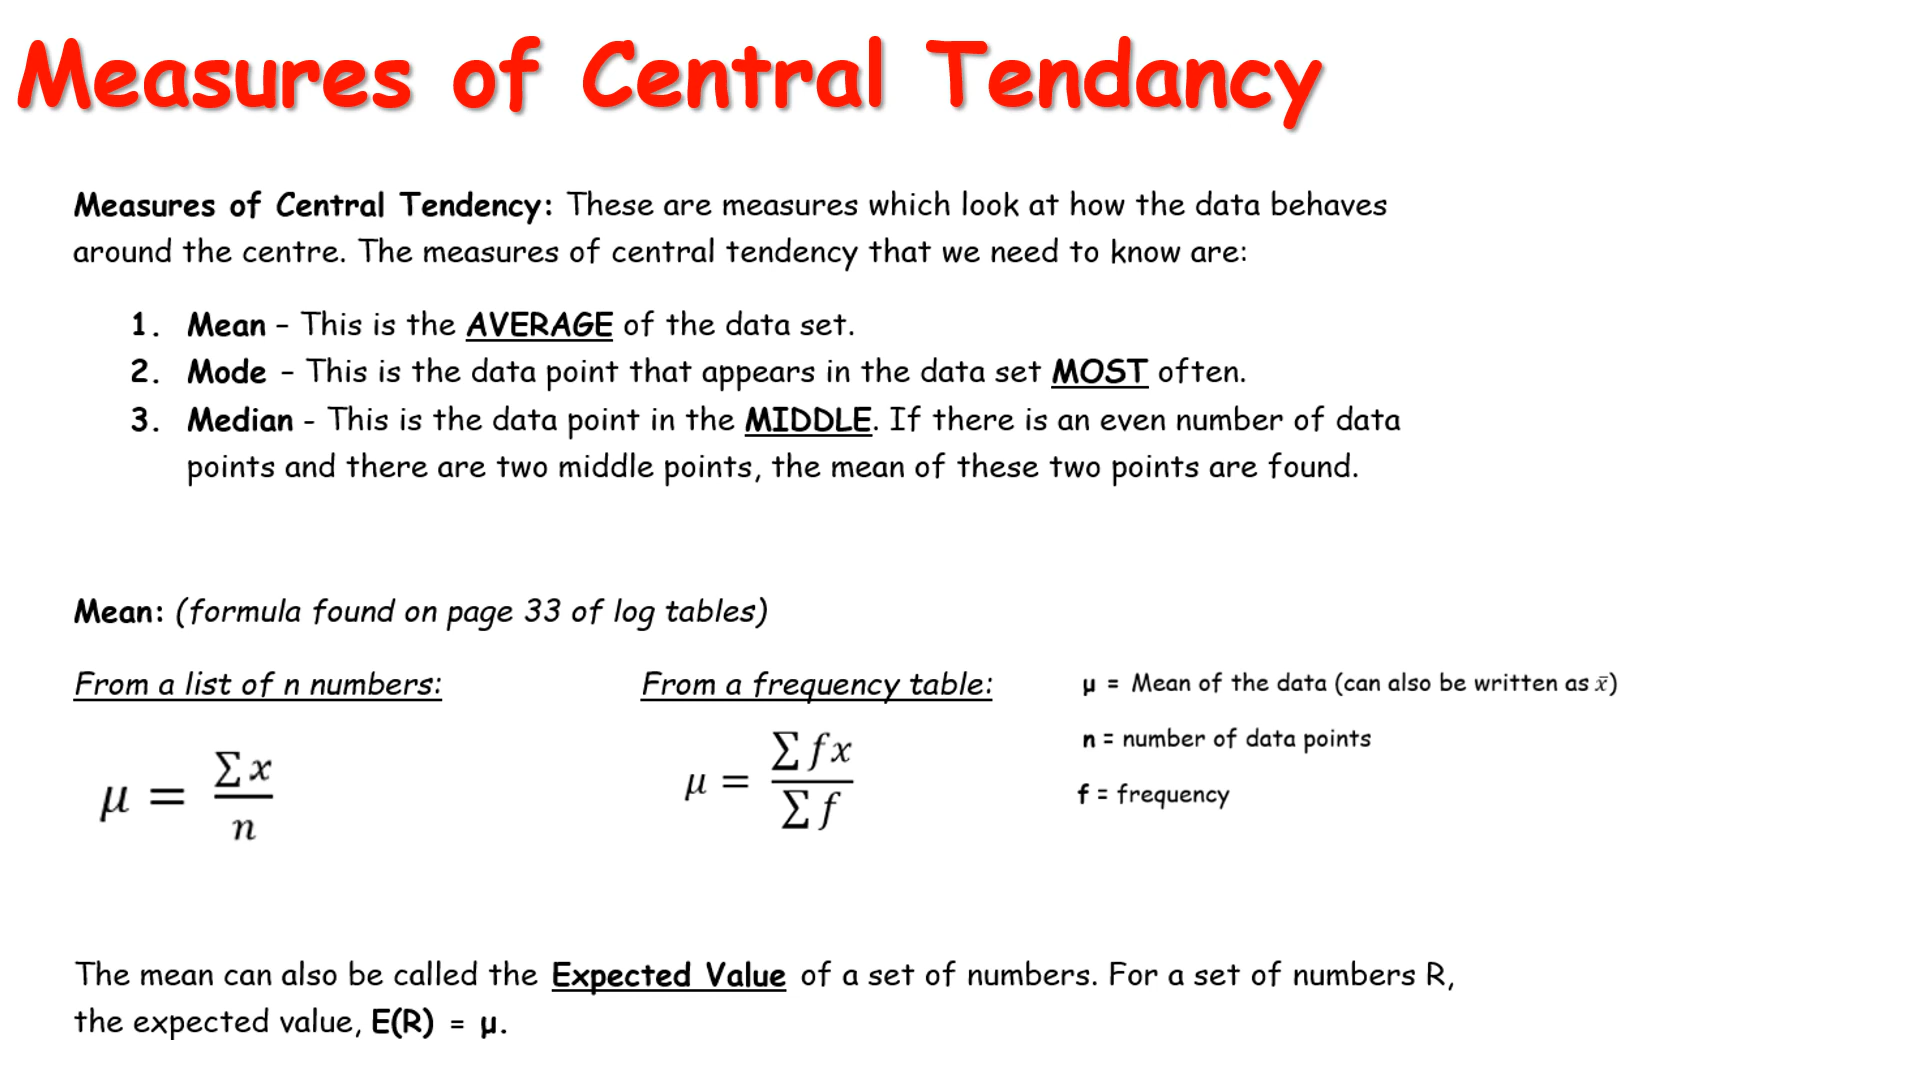 Measures of Central Tendancy
Measures of Central Tendency: These are measures which look at how the data behaves
around the centre. The measures of central tendency that we need to know are:
1. Mean – This is the AVERAGE of the data set.
2. Mode – This is the data point that appears in the data set MOST often.
3. Median - This is the data point in the MIDDLE. If there is an even number of data
points and there are two middle points, the mean of these two points are found.
Mean: (formula found on page 33 of log tables)
From a list of n numbers:
μ = ∑x / n
From a frequency table:
μ = ∑fx / ∑f
μ = Mean of the data (can also be written as x̄)
n = number of data points
f = frequency
The mean can also be called the Expected Value of a set of numbers. For a set of numbers R,
the expected value, E(R) = μ.